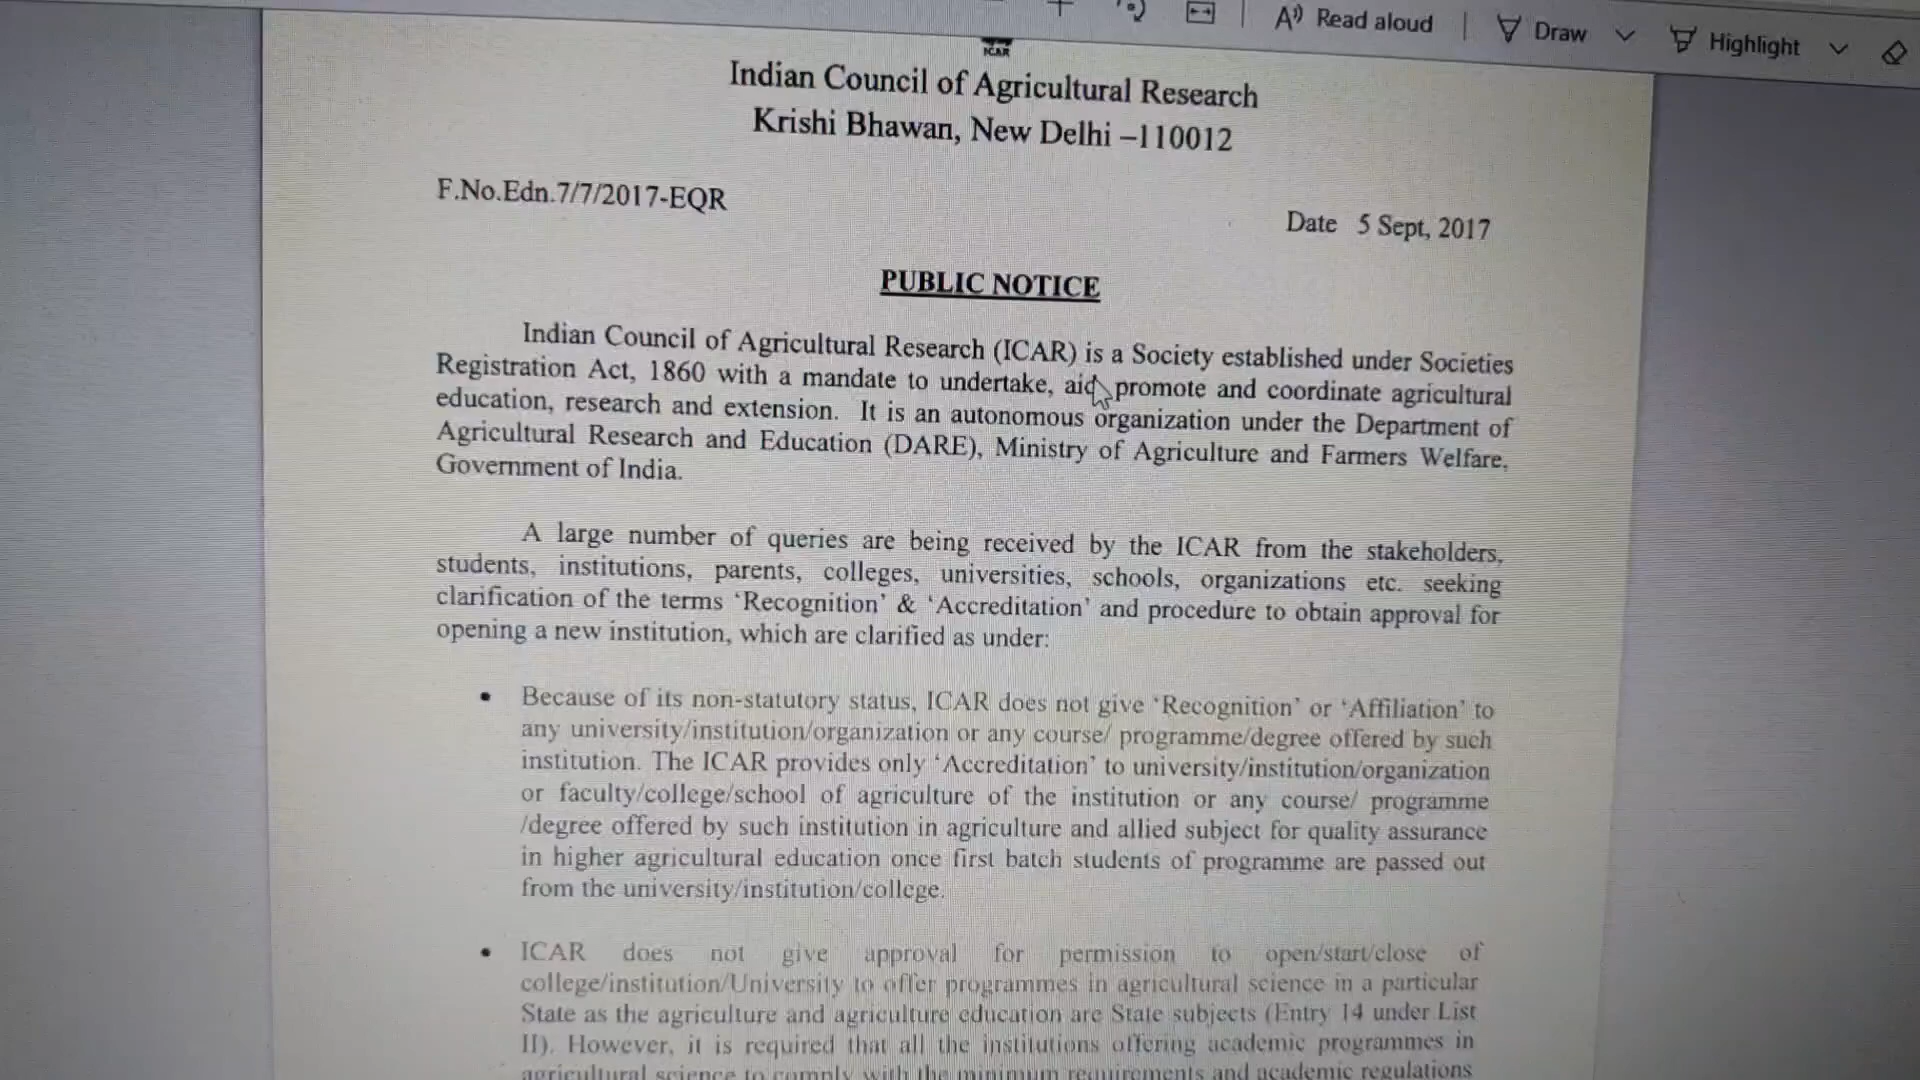 Read aloud
Draw
Highlight
ICAR
Indian Council of Agricultural Research
Krishi Bhawan, New Delhi –110012
F.No.Edn.7/7/2017-EQR
Date 5 Sept, 2017
PUBLIC NOTICE
Indian Council of Agricultural Research (ICAR) is a Society established under Societies
Registration Act, 1860 with a mandate to undertake, aid, promote and coordinate agricultural
education, research and extension. It is an autonomous organization under the Department of
Agricultural Research and Education (DARE), Ministry of Agriculture and Farmers Welfare,
Government of India.
A large number of queries are being received by the ICAR from the stakeholders,
students, institutions, parents, colleges, universities, schools, organizations etc. seeking
clarification of the terms ‘Recognition’ & ‘Accreditation’ and procedure to obtain approval for
opening a new institution, which are clarified as under:
• Because of its non-statutory status, ICAR does not give ‘Recognition’ or ‘Affiliation’ to
any university/institution/organization or any course/ programme/degree offered by such
institution. The ICAR provides only ‘Accreditation’ to university/institution/organization
or faculty/college/school of agriculture of the institution or any course/ programme
/degree offered by such institution in agriculture and allied subject for quality assurance
in higher agricultural education once first batch students of programme are passed out
from the university/institution/college.
• ICAR does not give approval for permission to open/start/close of
college/institution/University to offer programmes in agricultural science in a particular
State as the agriculture and agriculture education are State subjects (Entry 14 under List
II). However, it is required that all the institutions offering academic programmes in
agricultural science to comply with the minimum requirements and academic regulations